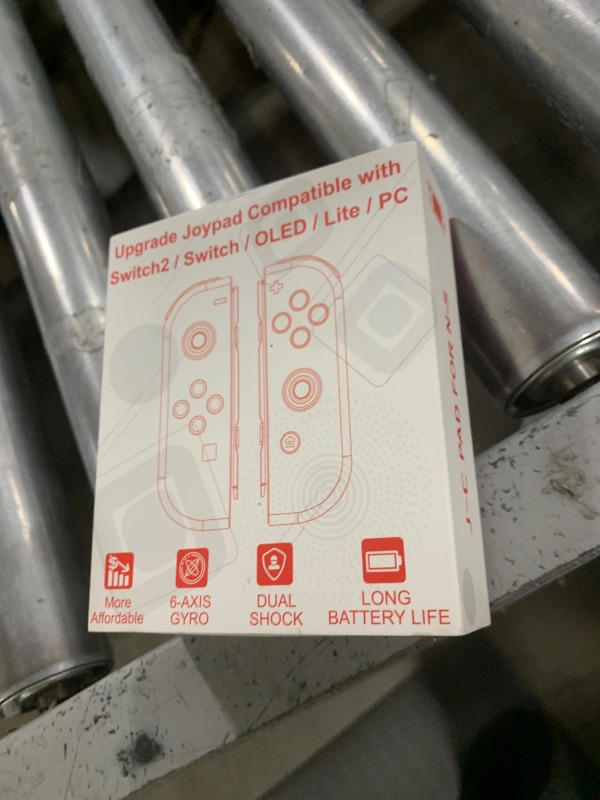 Upgrade Joypad Compatible with
Switch2 / Switch / OLED / Lite / PC
More
Affordable
6-AXIS
GYRO
DUAL
SHOCK
LONG
BATTERY LIFE
J-C PAD FOR N-S